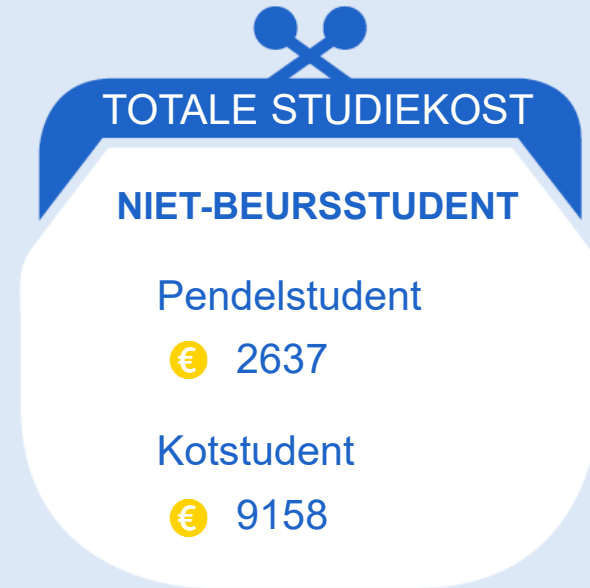 TOTALE STUDIEKOST
NIET-BEURSSTUDENT
Pendelstudent
€ 2637
Kotstudent
€ 9158